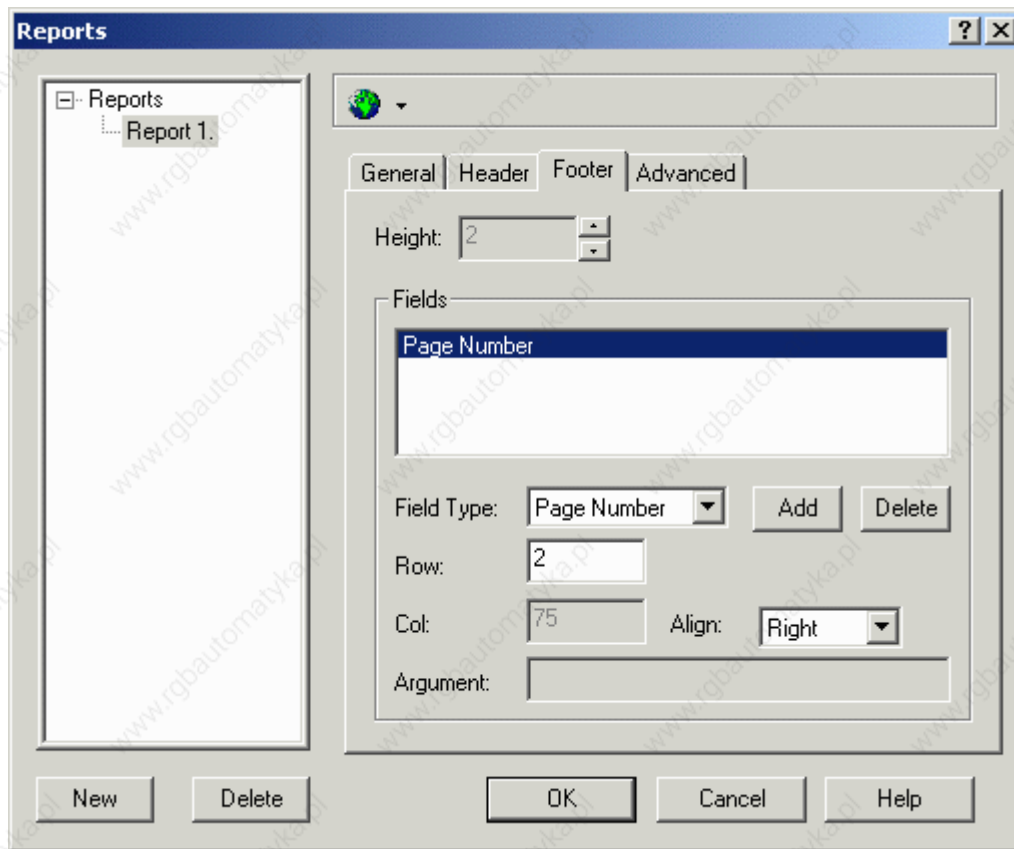 Reports
Reports
Report 1.
General Header Footer Advanced
Height: 2
Fields
Page Number
Field Type: Page Number Add Delete
Row: 2
Col: 75 Align: Right
Argument:
New Delete OK Cancel Help
www.rgbautomatyka.pl